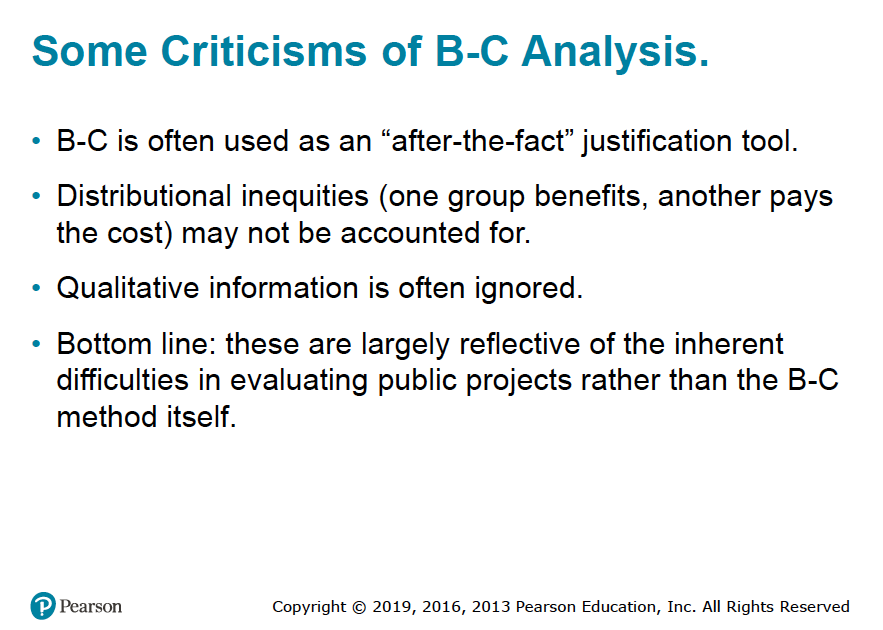 Some Criticisms of B-C Analysis.
• B-C is often used as an “after-the-fact” justification tool.
• Distributional inequities (one group benefits, another pays
the cost) may not be accounted for.
• Qualitative information is often ignored.
• Bottom line: these are largely reflective of the inherent
difficulties in evaluating public projects rather than the B-C
method itself.
P Pearson
Copyright © 2019, 2016, 2013 Pearson Education, Inc. All Rights Reserved